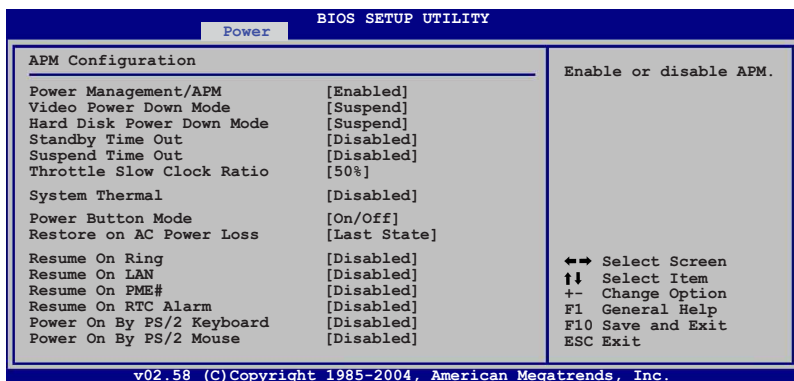 BIOS SETUP UTILITY
Power
APM Configuration
Power Management/APM [Enabled]
Video Power Down Mode [Suspend]
Hard Disk Power Down Mode [Suspend]
Standby Time Out [Disabled]
Suspend Time Out [Disabled]
Throttle Slow Clock Ratio [50%]
System Thermal [Disabled]
Power Button Mode [On/Off]
Restore on AC Power Loss [Last State]
Resume On Ring [Disabled]
Resume On LAN [Disabled]
Resume On PME# [Disabled]
Resume On RTC Alarm [Disabled]
Power On By PS/2 Keyboard [Disabled]
Power On By PS/2 Mouse [Disabled]
Enable or disable APM.
←→ Select Screen
↑↓ Select Item
+- Change Option
F1 General Help
F10 Save and Exit
ESC Exit
v02.58 (C)Copyright 1985-2004, American Megatrends, Inc.